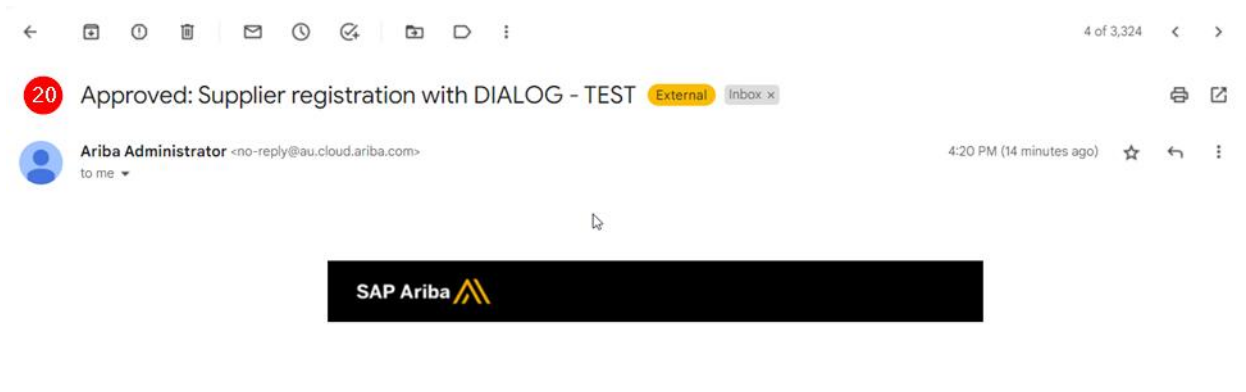 4 of 3,324
20 Approved: Supplier registration with DIALOG - TEST External Inbox ×
Ariba Administrator <no-reply@au.cloud.ariba.com> 4:20 PM (14 minutes ago)
to me
SAP Ariba